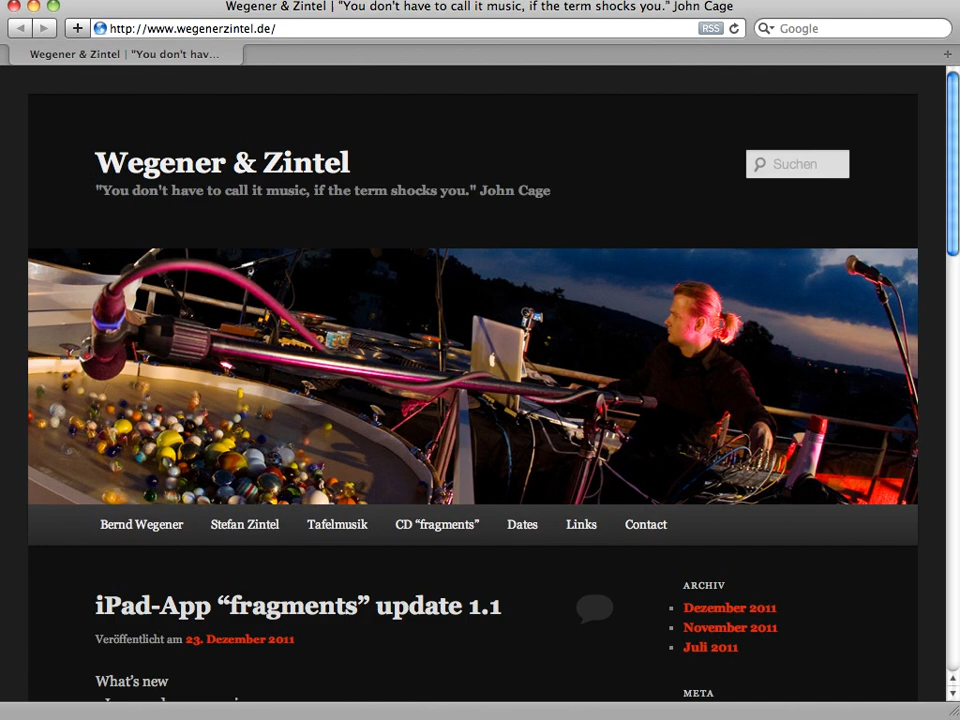 Wegener & Zintel | "You don't have to call it music, if the term shocks you." John Cage
http://www.wegenerzintel.de/
RSS
Google
Wegener & Zintel | "You don't hav...
Wegener & Zintel
"You don't have to call it music, if the term shocks you." John Cage
Suchen
Bernd Wegener Stefan Zintel Tafelmusik CD “fragments” Dates Links Contact
iPad-App “fragments” update 1.1
Veröffentlicht am 23. Dezember 2011
What's new
ARCHIV
Dezember 2011
November 2011
Juli 2011
META